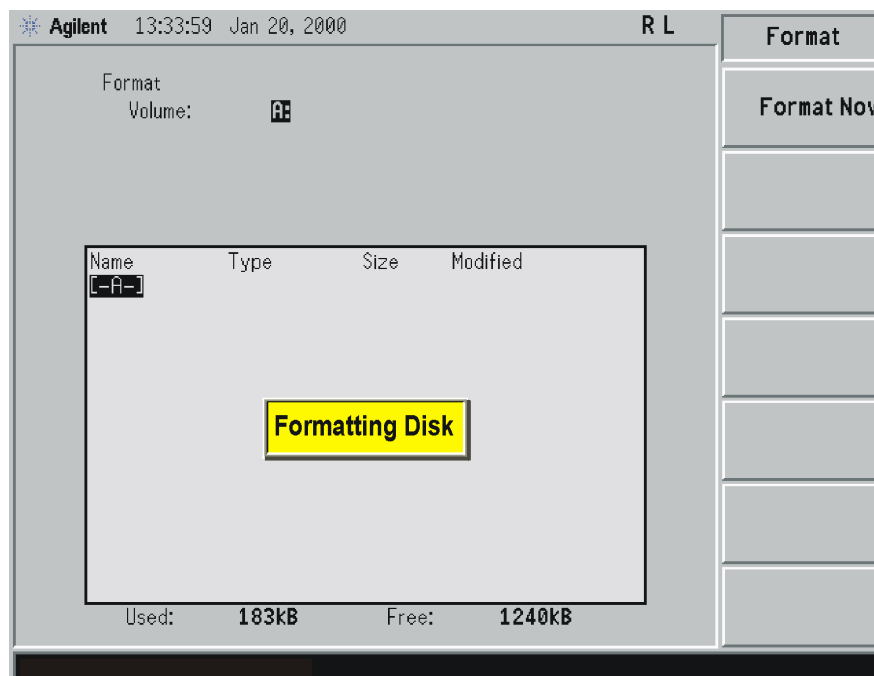 Agilent 13:33:59 Jan 20, 2000 R L
Format
Format Nov
Format
Volume: A:
Name Type Size Modified
[-A-]
Formatting Disk
Used: 183kB Free: 1240kB